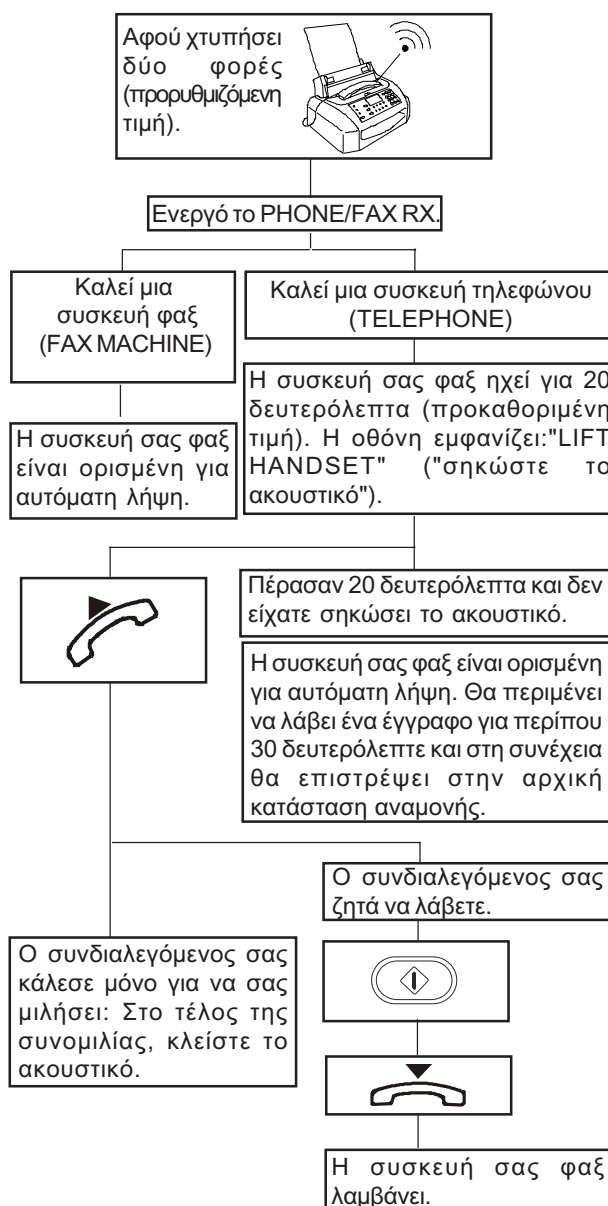 Αφού χτυπήσει
δύο φορές
(προρυθμιζόμενη
τιμή).
Ενεργό το PHONE/FAX RX.
Καλεί μια
συσκευή φαξ
(FAX MACHINE)
Καλεί μια συσκευή τηλεφώνου
(TELEPHONE)
Η συσκευή σας φαξ
είναι ορισμένη για
αυτόματη λήψη.
Η συσκευή σας φαξ ηχεί για 20
δευτερόλεπτα (προκαθοριμένη
τιμή). Η οθόνη εμφανίζει:"LIFT
HANDSET" ("σηκώστε το
ακουστικό").
Πέρασαν 20 δευτερόλεπτα και δεν
είχατε σηκώσει το ακουστικό.
Η συσκευή σας φαξ είναι ορισμένη
για αυτόματη λήψη. Θα περιμένει
να λάβει ένα έγγραφο για περίπου
30 δευτερόλεπτε και στη συνέχεια
θα επιστρέψει στην αρχική
κατάσταση αναμονής.
Ο συνδιαλεγόμενος σας
ζητά να λάβετε.
Ο συνδιαλεγόμενος σας
κάλεσε μόνο για να σας
μιλήσει: Στο τέλος της
συνομιλίας, κλείστε το
ακουστικό.
Η συσκευή σας φαξ
λαμβάνει.